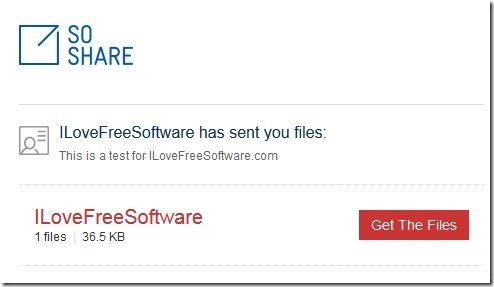 SO
SHARE
ILoveFreeSoftware has sent you files:
This is a test for ILoveFreeSoftware.com
ILoveFreeSoftware
1 files | 36.5 KB
Get The Files